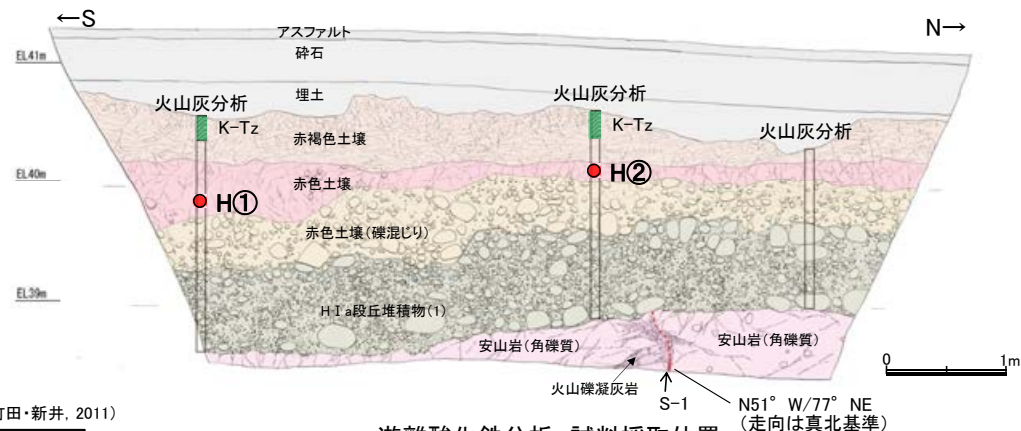 ←S
N→
アスファルト
砕石
EL41m
埋土
火山灰分析
火山灰分析
火山灰分析
K-Tz
K-Tz
赤褐色土壌
EL40m
赤色土壌
H①
H②
赤色土壌(礫混じり)
EL39m
HⅠa段丘堆積物(1)
安山岩(角礫質)
安山岩(角礫質)
火山礫凝灰岩
0
1m
S-1
N51°W/77°NE
(走向は真北基準)
田・新井, 2011)